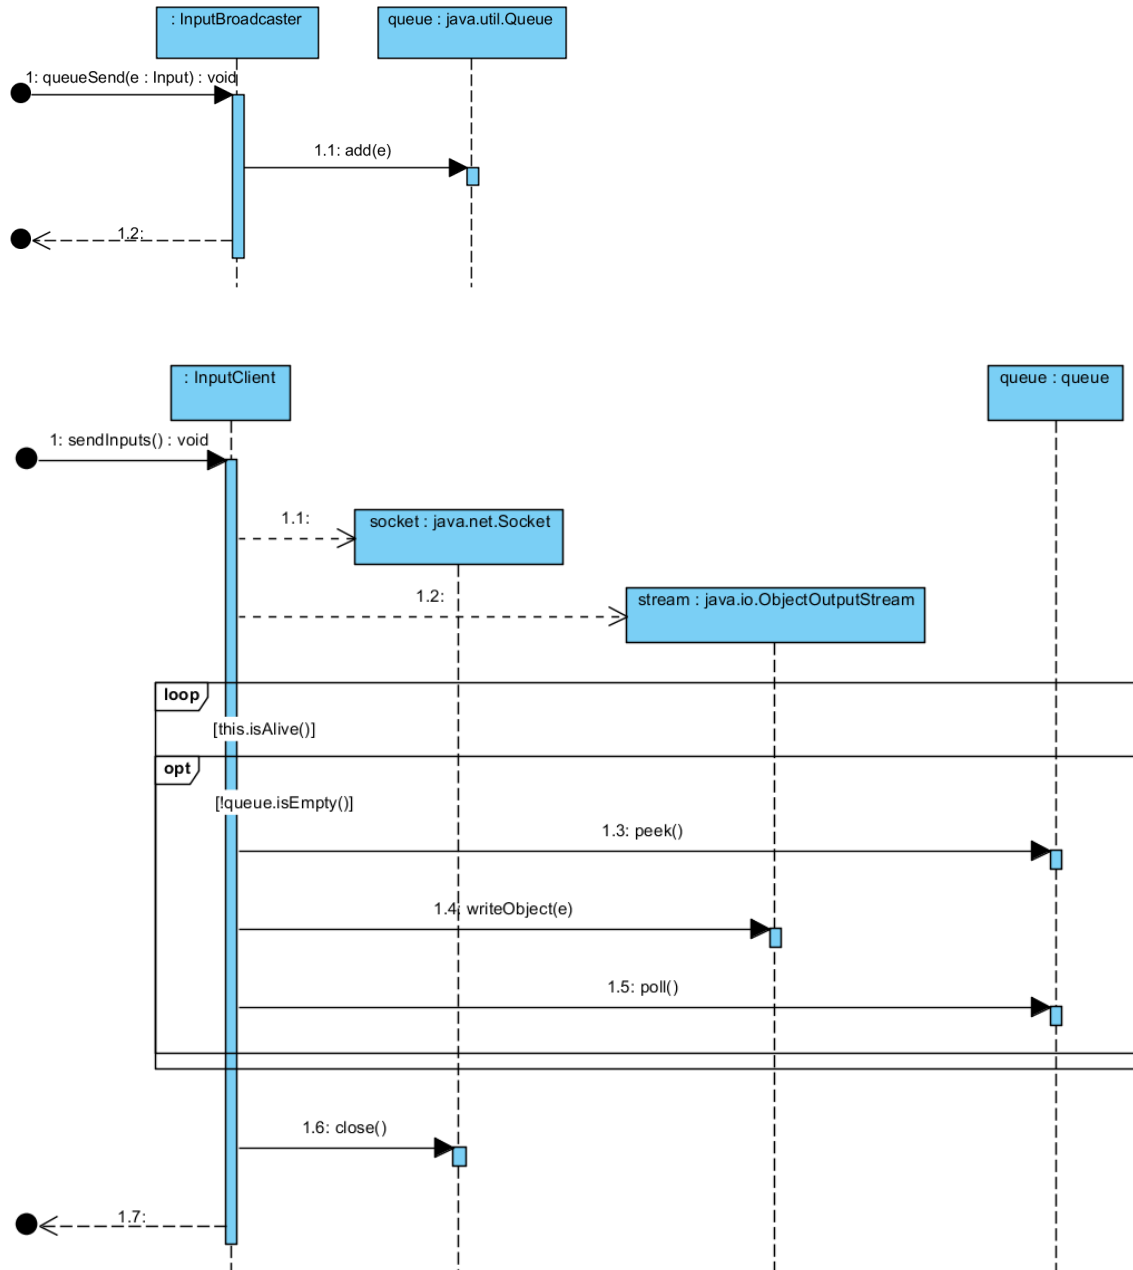 : InputBroadcaster
queue : java.util.Queue
1: queueSend(e : Input) : void
1.1: add(e)
1.2:
: InputClient
queue : queue
1: sendInputs() : void
1.1:
socket : java.net.Socket
1.2:
stream : java.io.ObjectOutputStream
loop
[this.isAlive()]
opt
[!queue.isEmpty()]
1.3: peek()
1.4: writeObject(e)
1.5: poll()
1.6: close()
1.7: